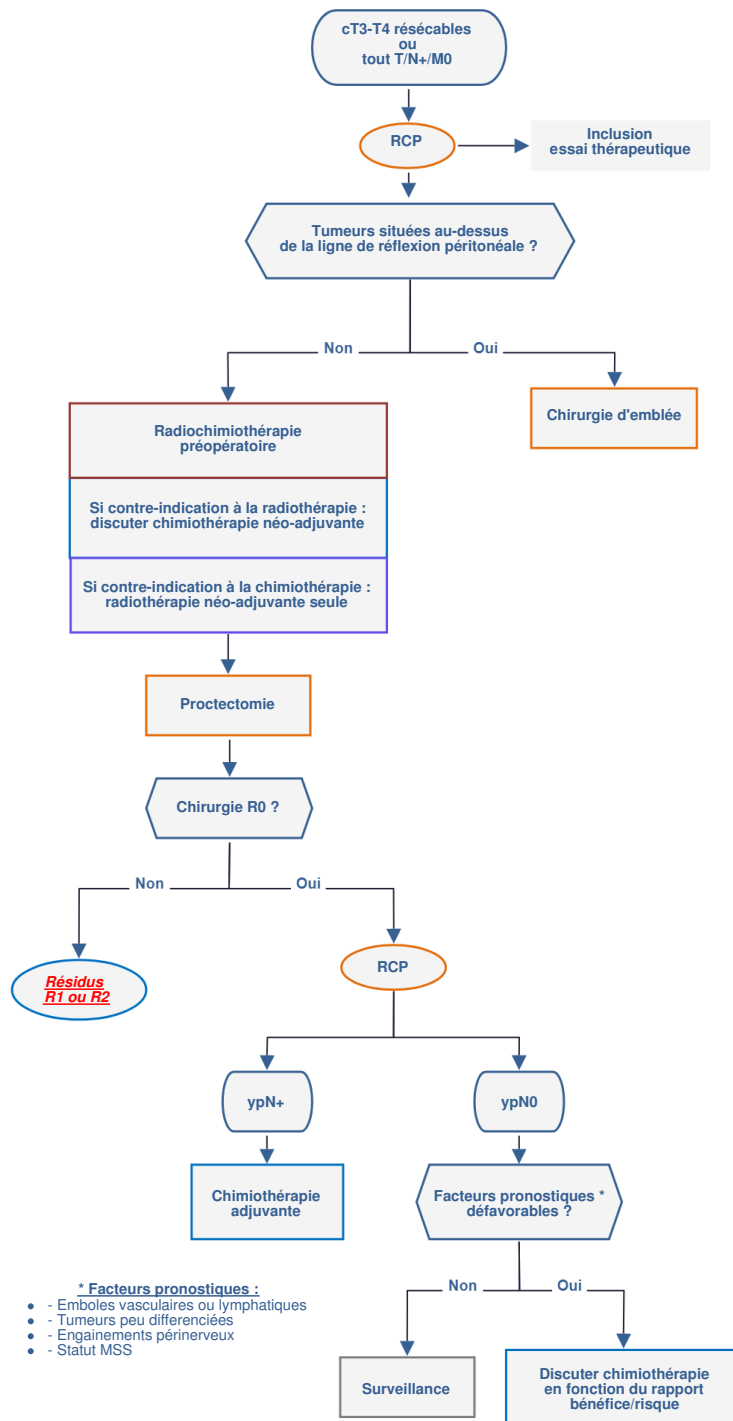 cT3-T4 résécables
ou
tout T/N+/M0
RCP
Inclusion
essai thérapeutique
Tumeurs situées au-dessus
de la ligne de réflexion péritonéale ?
Non
Oui
Chirurgie d'emblée
Radiochimiothérapie
préopératoire
Si contre-indication à la radiothérapie :
discuter chimiothérapie néo-adjuvante
Si contre-indication à la chimiothérapie :
radiothérapie néo-adjuvante seule
Proctectomie
Chirurgie R0 ?
Non
Oui
Résidus
R1 ou R2
RCP
ypN+
ypN0
Chimiothérapie
adjuvante
Facteurs pronostiques *
défavorables ?
Non
Oui
* Facteurs pronostiques :
● - Emboles vasculaires ou lymphatiques
● - Tumeurs peu differenciées
● - Engainements périnerveux
● - Statut MSS
Surveillance
Discuter chimiothérapie
en fonction du rapport
bénéfice/risque